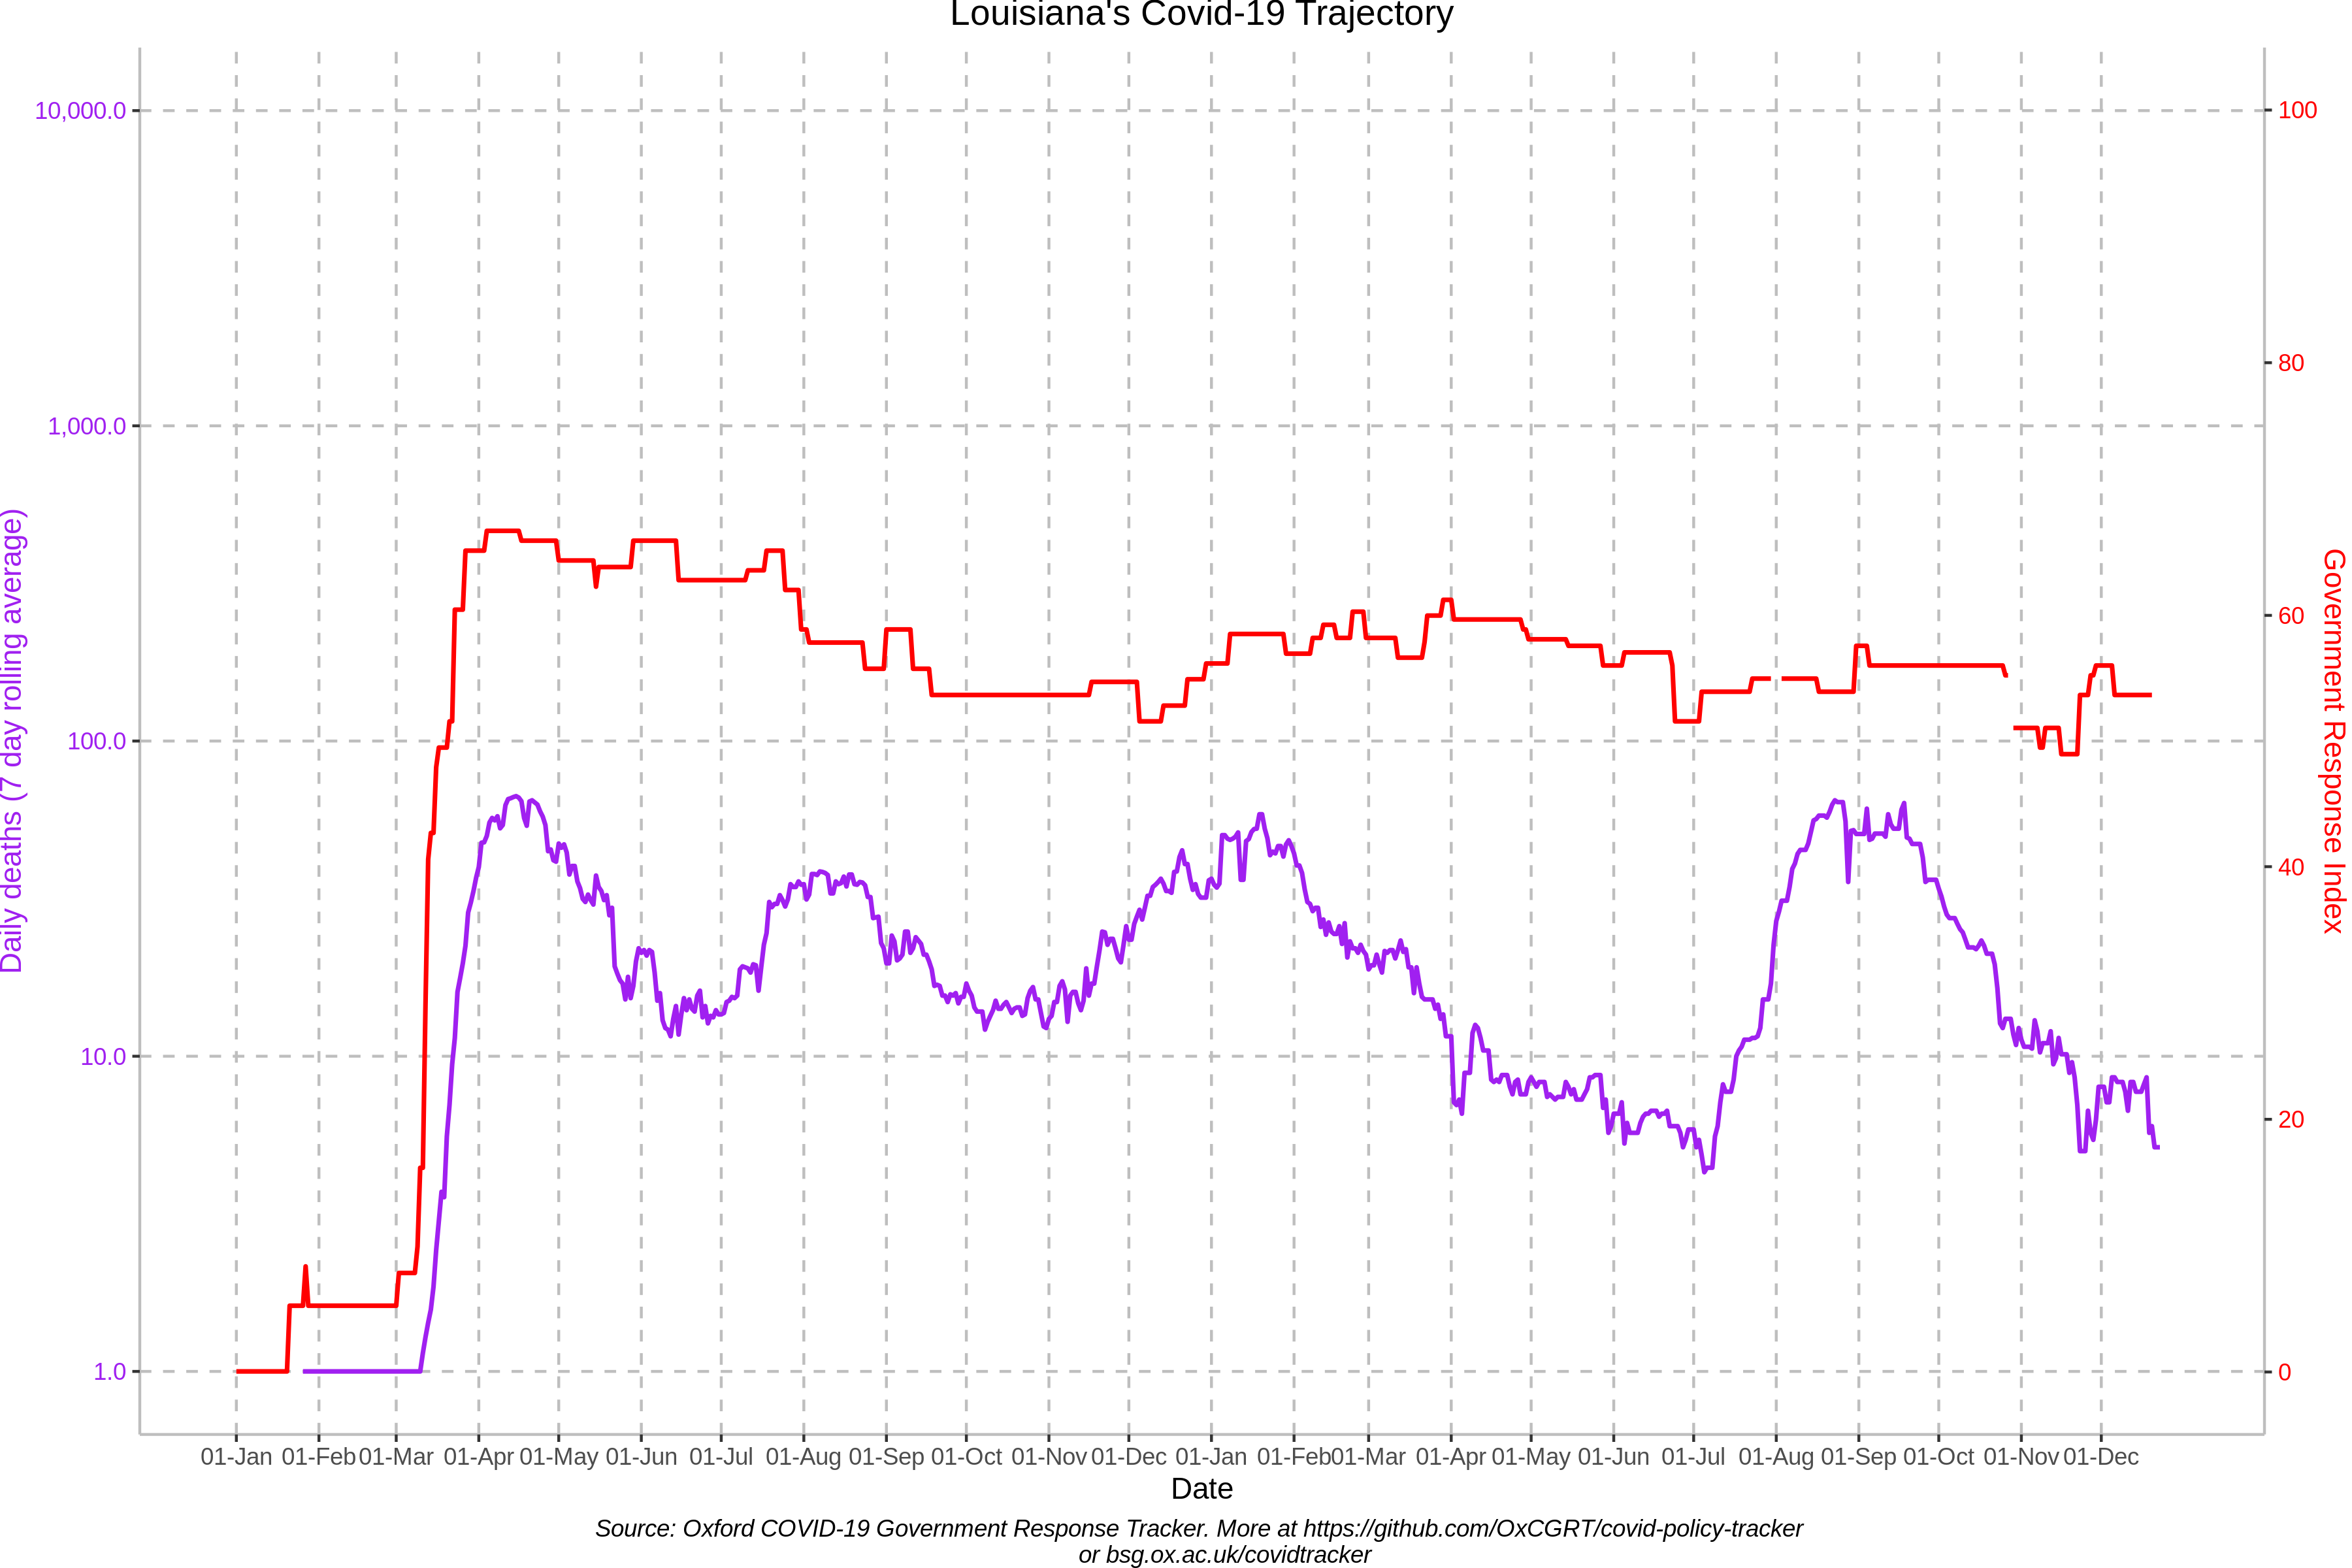 Louisiana's Covid-19 Trajectory
10,000.0
1,000.0
100.0
10.0
1.0
Daily deaths (7 day rolling average)
100
80
60
40
20
0
Government Response Index
01-Jan 01-Feb 01-Mar 01-Apr 01-May 01-Jun 01-Jul 01-Aug 01-Sep 01-Oct 01-Nov 01-Dec 01-Jan 01-Feb 01-Mar 01-Apr 01-May 01-Jun 01-Jul 01-Aug 01-Sep 01-Oct 01-Nov 01-Dec
Date
Source: Oxford COVID-19 Government Response Tracker. More at https://github.com/OxCGRT/covid-policy-tracker
or bsg.ox.ac.uk/covidtracker